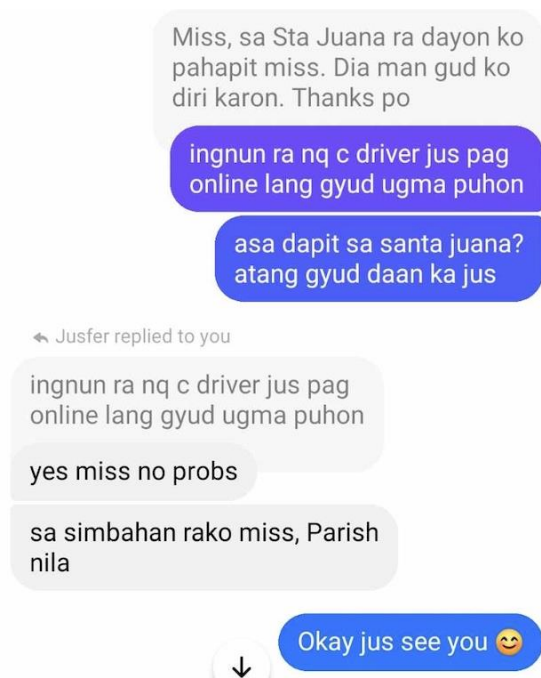 Miss, sa Sta Juana ra dayon ko
pahapit miss. Dia man gud ko
diri karon. Thanks po
ingnun ra nq c driver jus pag
online lang gyud ugma puhon
asa dapit sa santa juana?
atang gyud daan ka jus
Jusfer replied to you
ingnun ra nq c driver jus pag
online lang gyud ugma puhon
yes miss no probs
sa simbahan rako miss, Parish
nila
Okay jus see you 😊